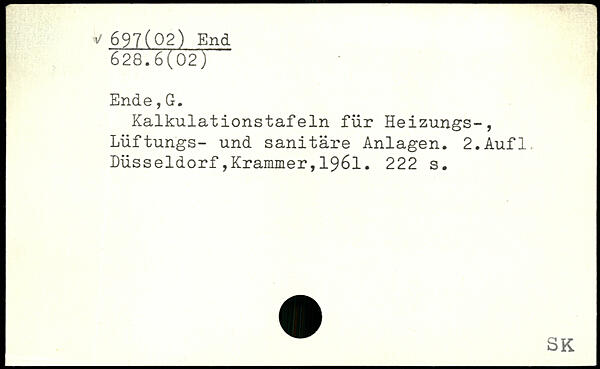 √ 697(02) End
628.6(02)
Ende,G.
Kalkulationstafeln für Heizungs-,
Lüftungs- und sanitäre Anlagen. 2.Aufl.
Düsseldorf,Krammer,1961. 222 s.
SK